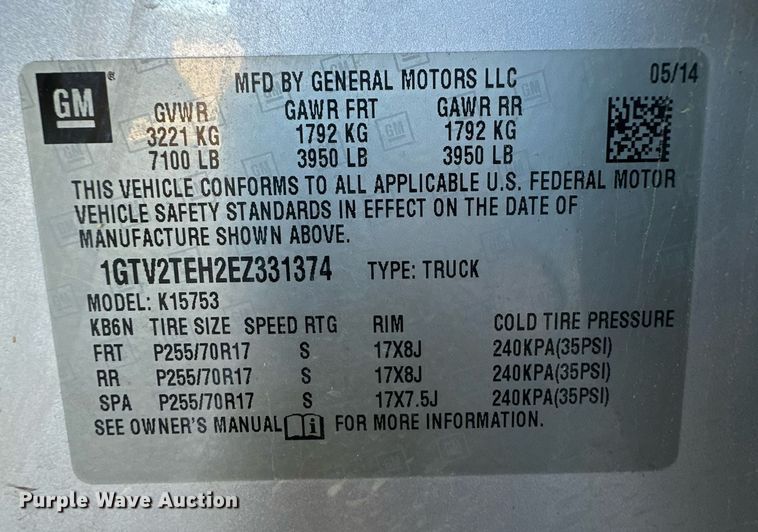 GM ® MFD BY GENERAL MOTORS LLC 05/14
GVWR GAWR FRT GAWR RR
3221 KG 1792 KG 1792 KG
7100 LB 3950 LB 3950 LB
THIS VEHICLE CONFORMS TO ALL APPLICABLE U.S. FEDERAL MOTOR
VEHICLE SAFETY STANDARDS IN EFFECT ON THE DATE OF
MANUFACTURE SHOWN ABOVE.
1GTV2TEH2EZ331374 TYPE: TRUCK
MODEL: K15753
KB6N TIRE SIZE SPEED RTG RIM COLD TIRE PRESSURE
FRT P255/70R17 S 17X8J 240KPA(35PSI)
RR P255/70R17 S 17X8J 240KPA(35PSI)
SPA P255/70R17 S 17X7.5J 240KPA(35PSI)
SEE OWNER'S MANUAL FOR MORE INFORMATION.
Purple Wave Auction